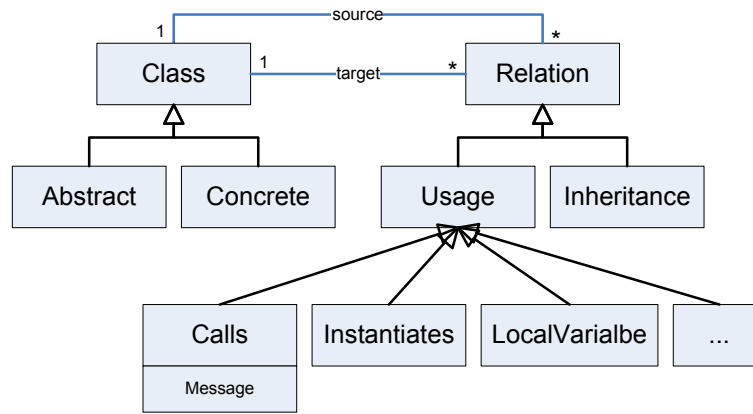 source
1
*
Class
1
target
*
Relation
Abstract
Concrete
Usage
Inheritance
Calls
Instantiates
LocalVarialbe
...
Message